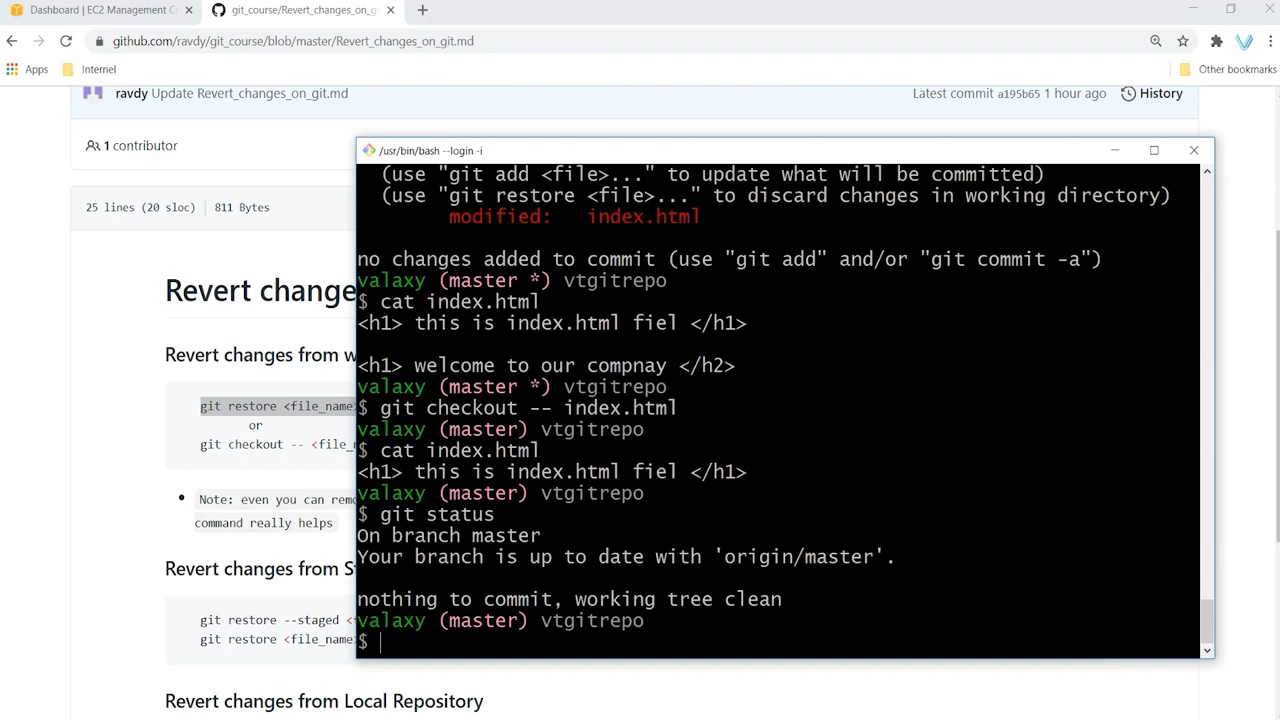 Dashboard | EC2 Management C
git_course/Revert_changes_on_gi
github.com/ravdy/git_course/blob/master/Revert_changes_on_git.md
Apps
Internel
Other bookmarks
ravdy Update Revert_changes_on_git.md
Latest commit a195b65 1 hour ago
History
1 contributor
25 lines (20 sloc)
811 Bytes
Revert change
Revert changes from w
git restore <file_name
or
git checkout -- <file_n
Note: even you can rem
command really helps
Revert changes from S
git restore --staged <
git restore <file_name
Revert changes from Local Repository
/usr/bin/bash --login -i
(use "git add <file>..." to update what will be committed)
(use "git restore <file>..." to discard changes in working directory)
modified: index.html
no changes added to commit (use "git add" and/or "git commit -a")
valaxy (master *) vtgitrepo
$ cat index.html
<h1> this is index.html fiel </h1>
<h1> welcome to our compnay </h2>
valaxy (master *) vtgitrepo
$ git checkout -- index.html
valaxy (master) vtgitrepo
$ cat index.html
<h1> this is index.html fiel </h1>
valaxy (master) vtgitrepo
$ git status
On branch master
Your branch is up to date with 'origin/master'.
nothing to commit, working tree clean
valaxy (master) vtgitrepo
$